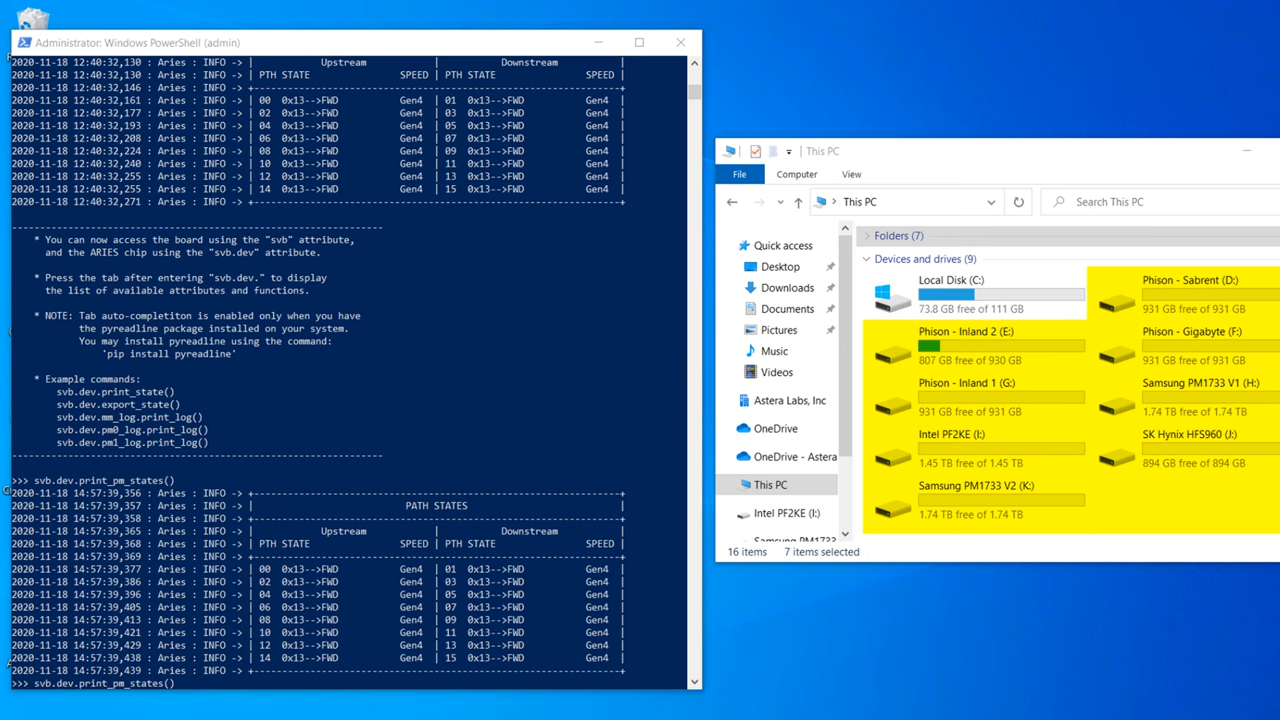 Administrator: Windows PowerShell (admin)
2020-11-18 12:40:32,130 : Aries : INFO -> | Upstream | Downstream |
2020-11-18 12:40:32,130 : Aries : INFO -> | PTH STATE SPEED | PTH STATE SPEED |
2020-11-18 12:40:32,146 : Aries : INFO -> +----------------------------------------------------------+
2020-11-18 12:40:32,161 : Aries : INFO -> | 00 0x13-->FWD Gen4 | 01 0x13-->FWD Gen4 |
2020-11-18 12:40:32,177 : Aries : INFO -> | 02 0x13-->FWD Gen4 | 03 0x13-->FWD Gen4 |
2020-11-18 12:40:32,193 : Aries : INFO -> | 04 0x13-->FWD Gen4 | 05 0x13-->FWD Gen4 |
2020-11-18 12:40:32,208 : Aries : INFO -> | 06 0x13-->FWD Gen4 | 07 0x13-->FWD Gen4 |
2020-11-18 12:40:32,224 : Aries : INFO -> | 08 0x13-->FWD Gen4 | 09 0x13-->FWD Gen4 |
2020-11-18 12:40:32,240 : Aries : INFO -> | 10 0x13-->FWD Gen4 | 11 0x13-->FWD Gen4 |
2020-11-18 12:40:32,255 : Aries : INFO -> | 12 0x13-->FWD Gen4 | 13 0x13-->FWD Gen4 |
2020-11-18 12:40:32,255 : Aries : INFO -> | 14 0x13-->FWD Gen4 | 15 0x13-->FWD Gen4 |
2020-11-18 12:40:32,271 : Aries : INFO -> +----------------------------------------------------------+
------------------------------------------------------------------
* You can now access the board using the "svb" attribute,
and the ARIES chip using the "svb.dev" attribute.
* Press the tab after entering "svb.dev." to display
the list of available attributes and functions.
* NOTE: Tab auto-completiton is enabled only when you have
the pyreadline package installed on your system.
You may install pyreadline using the command:
'pip install pyreadline'
* Example commands:
svb.dev.print_state()
svb.dev.export_state()
svb.dev.mm_log.print_log()
svb.dev.pm0_log.print_log()
svb.dev.pm1_log.print_log()
------------------------------------------------------------------
>>> svb.dev.print_pm_states()
2020-11-18 14:57:39,356 : Aries : INFO -> +----------------------------------------------------------+
2020-11-18 14:57:39,357 : Aries : INFO -> | PATH STATES |
2020-11-18 14:57:39,358 : Aries : INFO -> +----------------------------------------------------------+
2020-11-18 14:57:39,365 : Aries : INFO -> | Upstream | Downstream |
2020-11-18 14:57:39,368 : Aries : INFO -> | PTH STATE SPEED | PTH STATE SPEED |
2020-11-18 14:57:39,369 : Aries : INFO -> +----------------------------------------------------------+
2020-11-18 14:57:39,377 : Aries : INFO -> | 00 0x13-->FWD Gen4 | 01 0x13-->FWD Gen4 |
2020-11-18 14:57:39,386 : Aries : INFO -> | 02 0x13-->FWD Gen4 | 03 0x13-->FWD Gen4 |
2020-11-18 14:57:39,396 : Aries : INFO -> | 04 0x13-->FWD Gen4 | 05 0x13-->FWD Gen4 |
2020-11-18 14:57:39,405 : Aries : INFO -> | 06 0x13-->FWD Gen4 | 07 0x13-->FWD Gen4 |
2020-11-18 14:57:39,413 : Aries : INFO -> | 08 0x13-->FWD Gen4 | 09 0x13-->FWD Gen4 |
2020-11-18 14:57:39,421 : Aries : INFO -> | 10 0x13-->FWD Gen4 | 11 0x13-->FWD Gen4 |
2020-11-18 14:57:39,429 : Aries : INFO -> | 12 0x13-->FWD Gen4 | 13 0x13-->FWD Gen4 |
2020-11-18 14:57:39,438 : Aries : INFO -> | 14 0x13-->FWD Gen4 | 15 0x13-->FWD Gen4 |
2020-11-18 14:57:39,439 : Aries : INFO -> +----------------------------------------------------------+
>>> svb.dev.print_pm_states()
This PC
File Computer View
This PC
Search This PC
Quick access
Desktop
Downloads
Documents
Pictures
Music
Videos
Astera Labs, Inc
OneDrive
OneDrive - Astera
This PC
Intel PF2KE (I:)
Samsung PM1733
Folders (7)
Devices and drives (9)
Local Disk (C:)
73.8 GB free of 111 GB
Phison - Sabrent (D:)
931 GB free of 931 GB
Phison - Inland 2 (E:)
807 GB free of 930 GB
Phison - Gigabyte (F:)
931 GB free of 931 GB
Phison - Inland 1 (G:)
931 GB free of 931 GB
Samsung PM1733 V1 (H:)
1.74 TB free of 1.74 TB
Intel PF2KE (I:)
1.45 TB free of 1.45 TB
SK Hynix HFS960 (J:)
894 GB free of 894 GB
Samsung PM1733 V2 (K:)
1.74 TB free of 1.74 TB
16 items 7 items selected